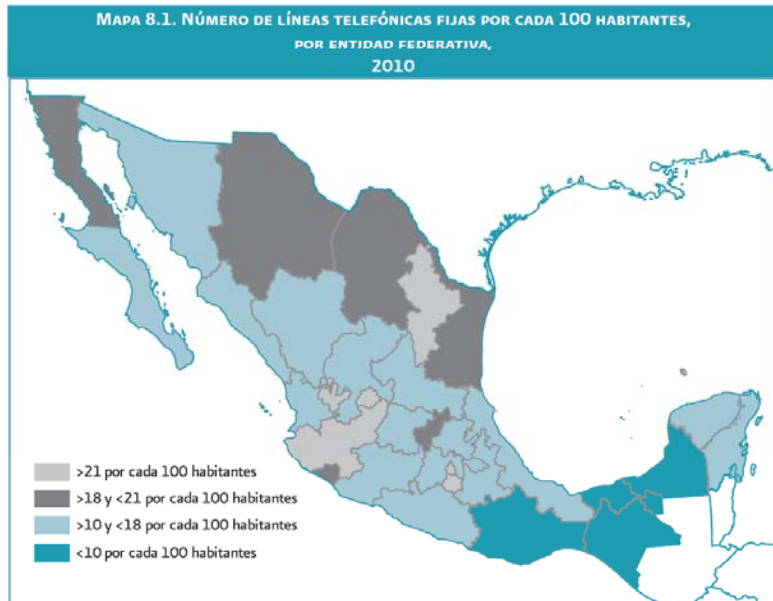 MAPA 8.1. NÚMERO DE LÍNEAS TELEFÓNICAS FIJAS POR CADA 100 HABITANTES,
POR ENTIDAD FEDERATIVA,
2010
>21 por cada 100 habitantes
>18 y <21 por cada 100 habitantes
>10 y <18 por cada 100 habitantes
<10 por cada 100 habitantes